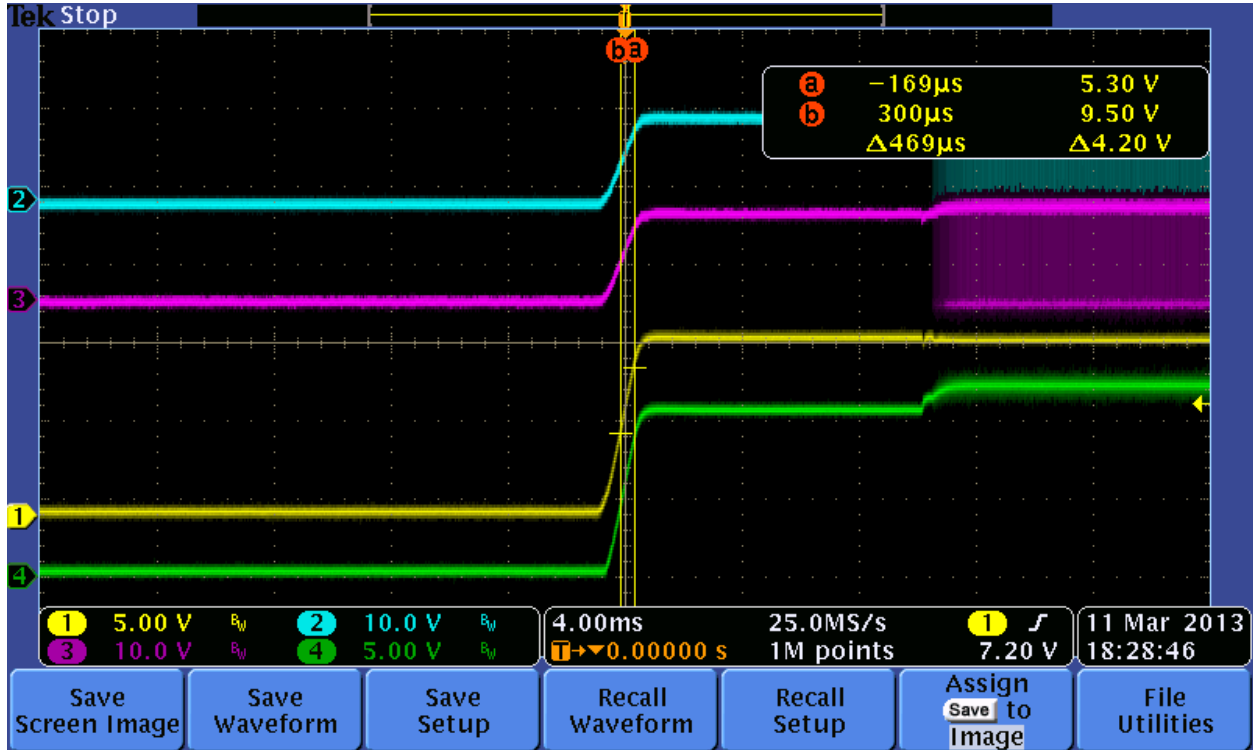 Tek Stop
T
b a
a −169µs 5.30 V
b 300µs 9.50 V
Δ469µs Δ4.20 V
2
3
1
4
1 5.00 V BW 2 10.0 V BW
3 10.0 V BW 4 5.00 V BW
4.00ms 25.0MS/s 1 ∫
T→▼0.00000 s 1M points 7.20 V
11 Mar 2013
18:28:46
Save
Screen Image
Save
Waveform
Save
Setup
Recall
Waveform
Recall
Setup
Assign
Save to
Image
File
Utilities